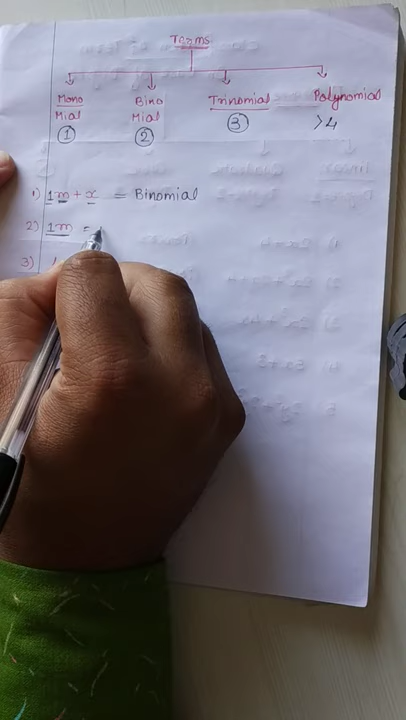 Terms
Mono Bino Trinomial Polynomial
Mial Mial
1 2 3 >4
1) 1m + x = Binomial
2) 1m =
3)